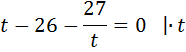 t − 26 − 27/t = 0 |· t